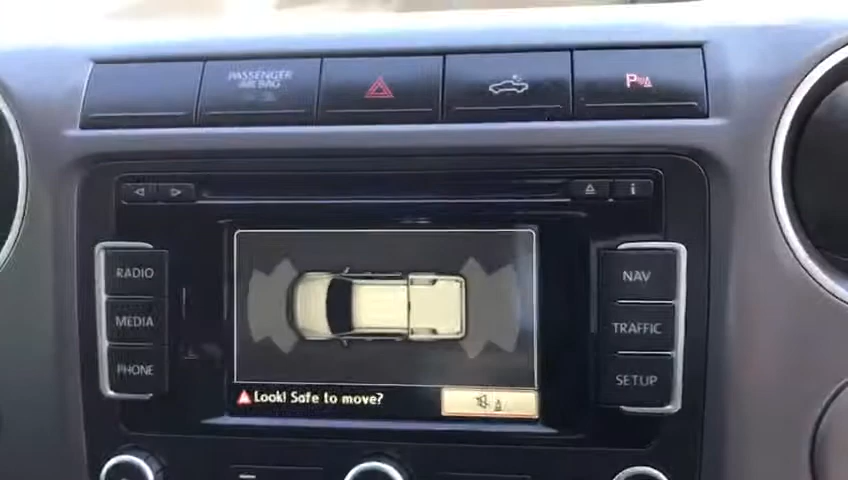 PASSENGER
AIR BAG
P
i
RADIO
MEDIA
PHONE
NAV
TRAFFIC
SETUP
Look! Safe to move?